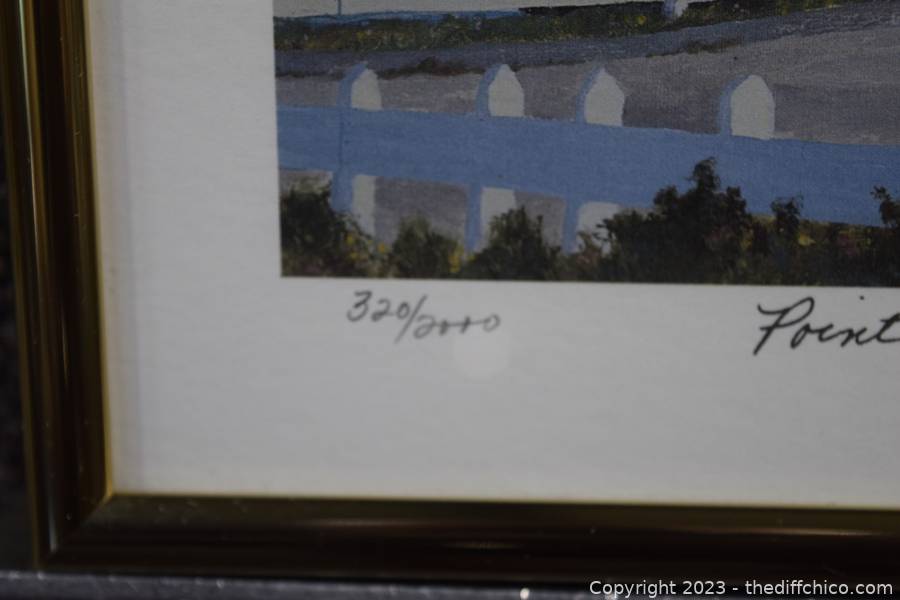 320/2000 Point
Copyright 2023 - thediffchico.com